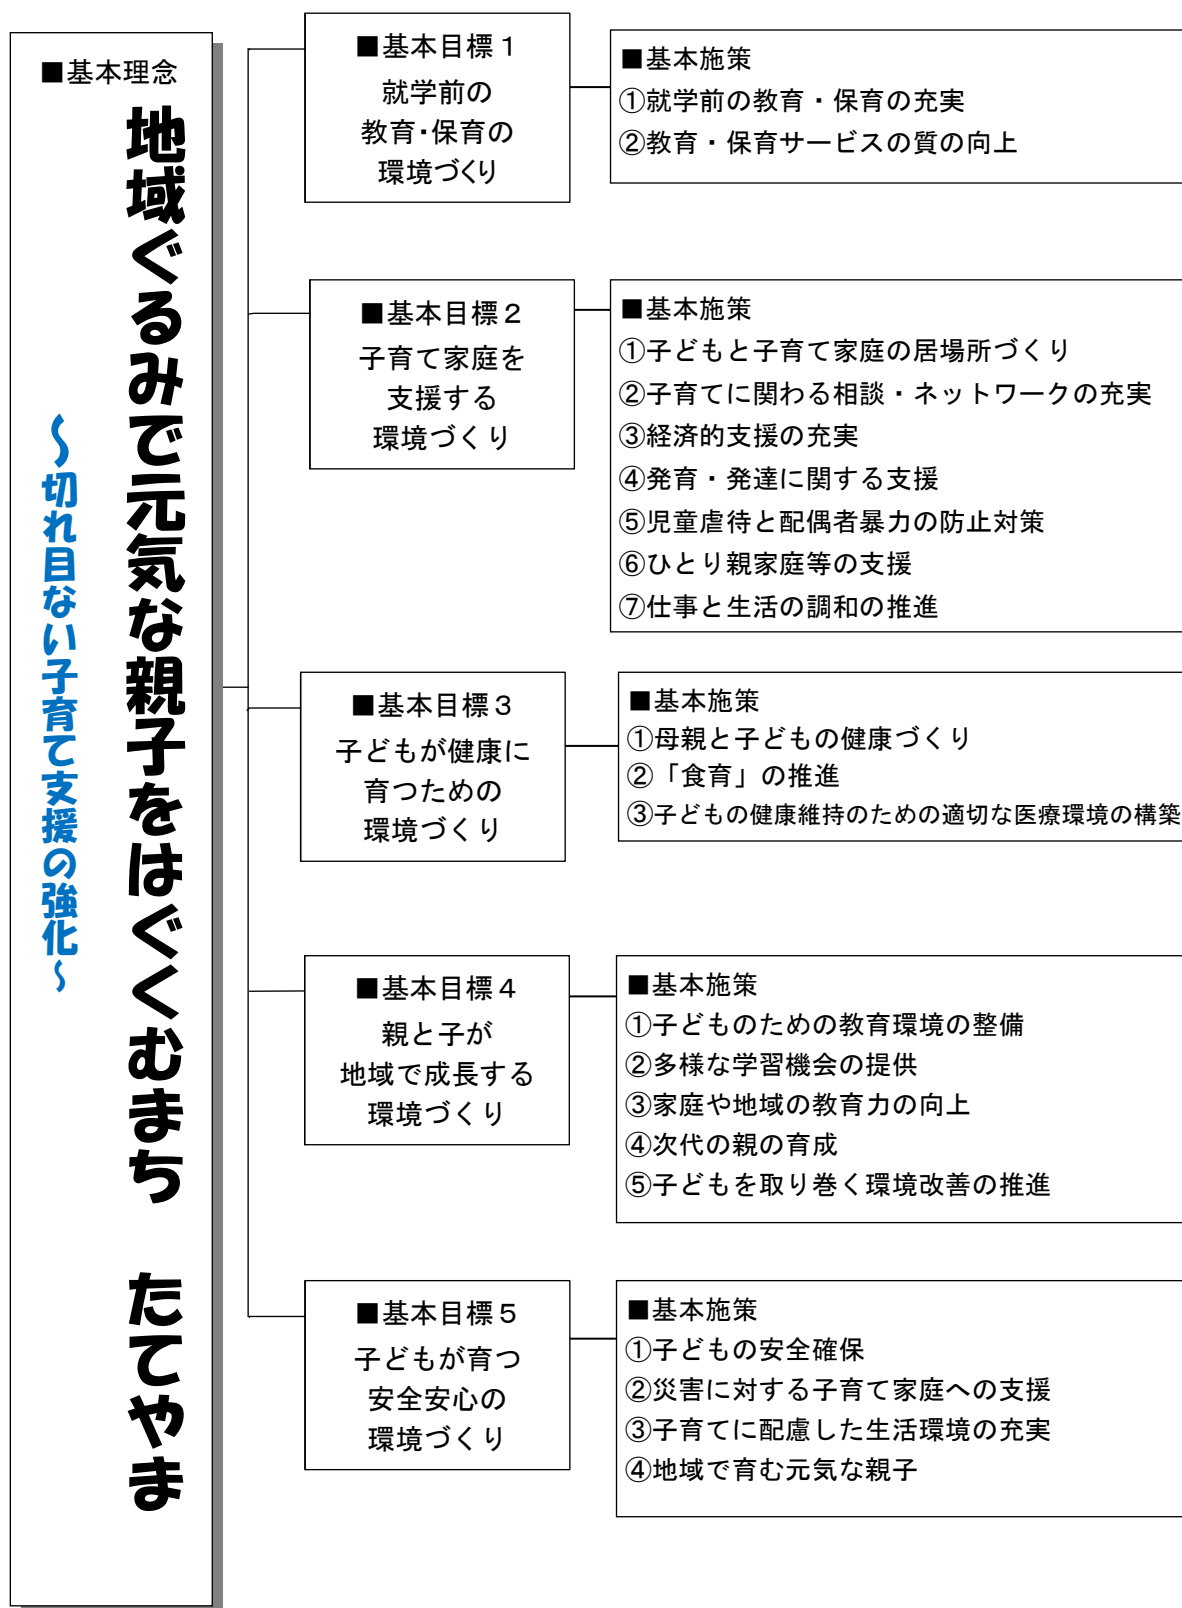 ■基本理念
地域ぐるみで元気な親子をはぐくむまち　たてやま
～切れ目ない子育て支援の強化～
■基本目標１
就学前の
教育・保育の
環境づくり
■基本施策
①就学前の教育・保育の充実
②教育・保育サービスの質の向上
■基本目標２
子育て家庭を
支援する
環境づくり
■基本施策
①子どもと子育て家庭の居場所づくり
②子育てに関わる相談・ネットワークの充実
③経済的支援の充実
④発育・発達に関する支援
⑤児童虐待と配偶者暴力の防止対策
⑥ひとり親家庭等の支援
⑦仕事と生活の調和の推進
■基本目標３
子どもが健康に
育つための
環境づくり
■基本施策
①母親と子どもの健康づくり
②「食育」の推進
③子どもの健康維持のための適切な医療環境の構築
■基本目標４
親と子が
地域で成長する
環境づくり
■基本施策
①子どものための教育環境の整備
②多様な学習機会の提供
③家庭や地域の教育力の向上
④次代の親の育成
⑤子どもを取り巻く環境改善の推進
■基本目標５
子どもが育つ
安全安心の
環境づくり
■基本施策
①子どもの安全確保
②災害に対する子育て家庭への支援
③子育てに配慮した生活環境の充実
④地域で育む元気な親子